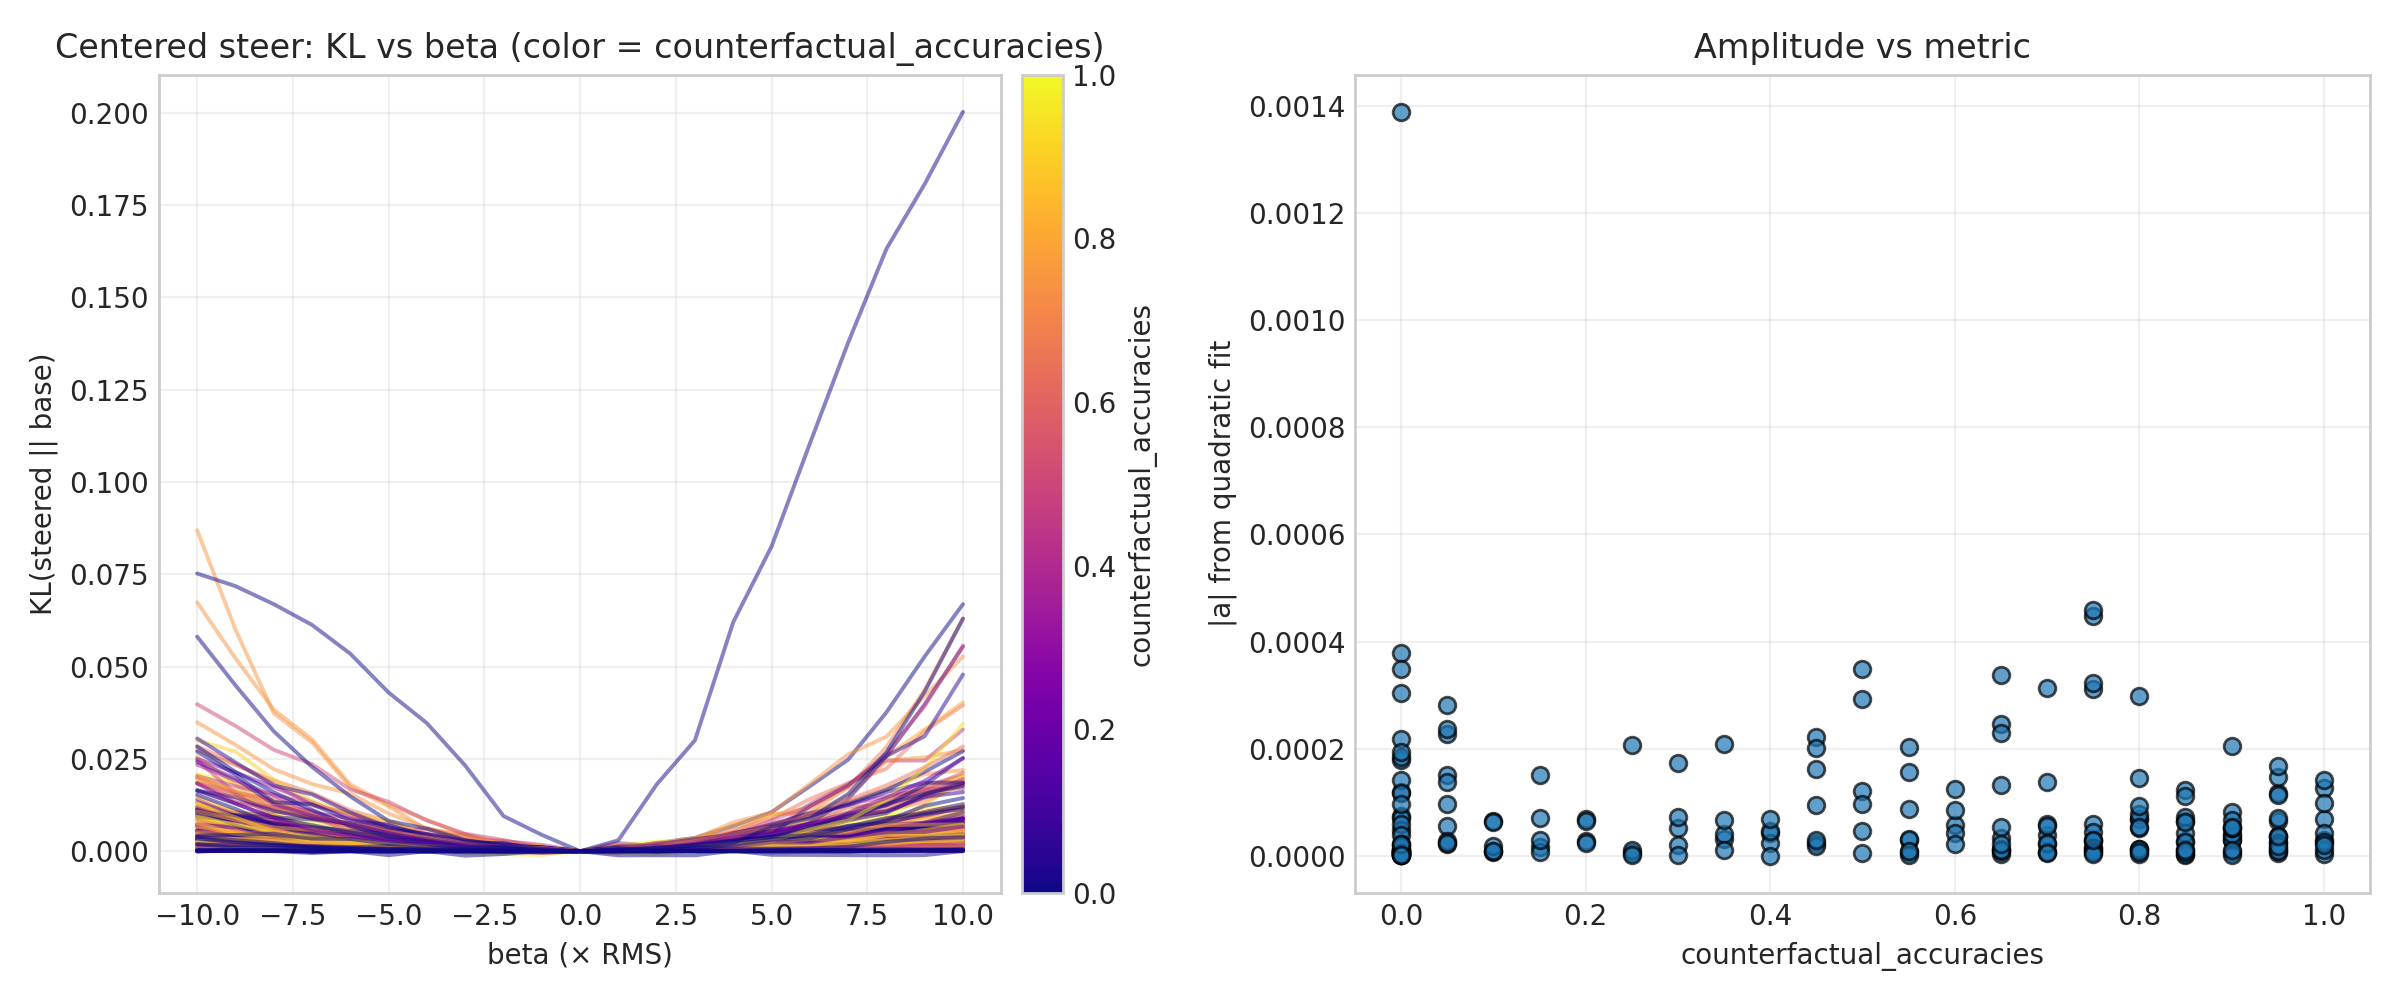 Centered steer: KL vs beta (color = counterfactual_accuracies)
KL(steered || base)
0.200
0.175
0.150
0.125
0.100
0.075
0.050
0.025
0.000
−10.0 −7.5 −5.0 −2.5 0.0 2.5 5.0 7.5 10.0
beta (× RMS)
1.0
0.8
0.6
0.4
0.2
0.0
counterfactual_accuracies
Amplitude vs metric
|a| from quadratic fit
0.0014
0.0012
0.0010
0.0008
0.0006
0.0004
0.0002
0.0000
0.0 0.2 0.4 0.6 0.8 1.0
counterfactual_accuracies